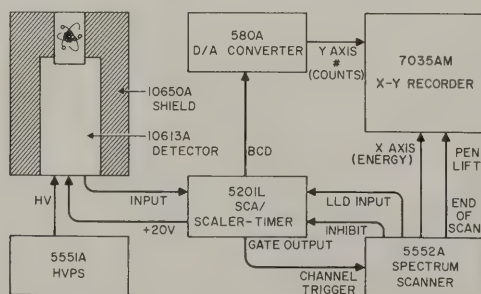 580A
D/A CONVERTER
Y AXIS
#
(COUNTS)
7035AM
X-Y RECORDER
10650A
SHIELD
10613A
DETECTOR
BCD
X AXIS
(ENERGY)
PEN
LIFT
HV
INPUT
+20V
5201L
SCA/
SCALER-TIMER
LLD INPUT
INHIBIT
GATE OUTPUT
END OF
SCAN
5551A
HVPS
CHANNEL
TRIGGER
5552A
SPECTRUM
SCANNER